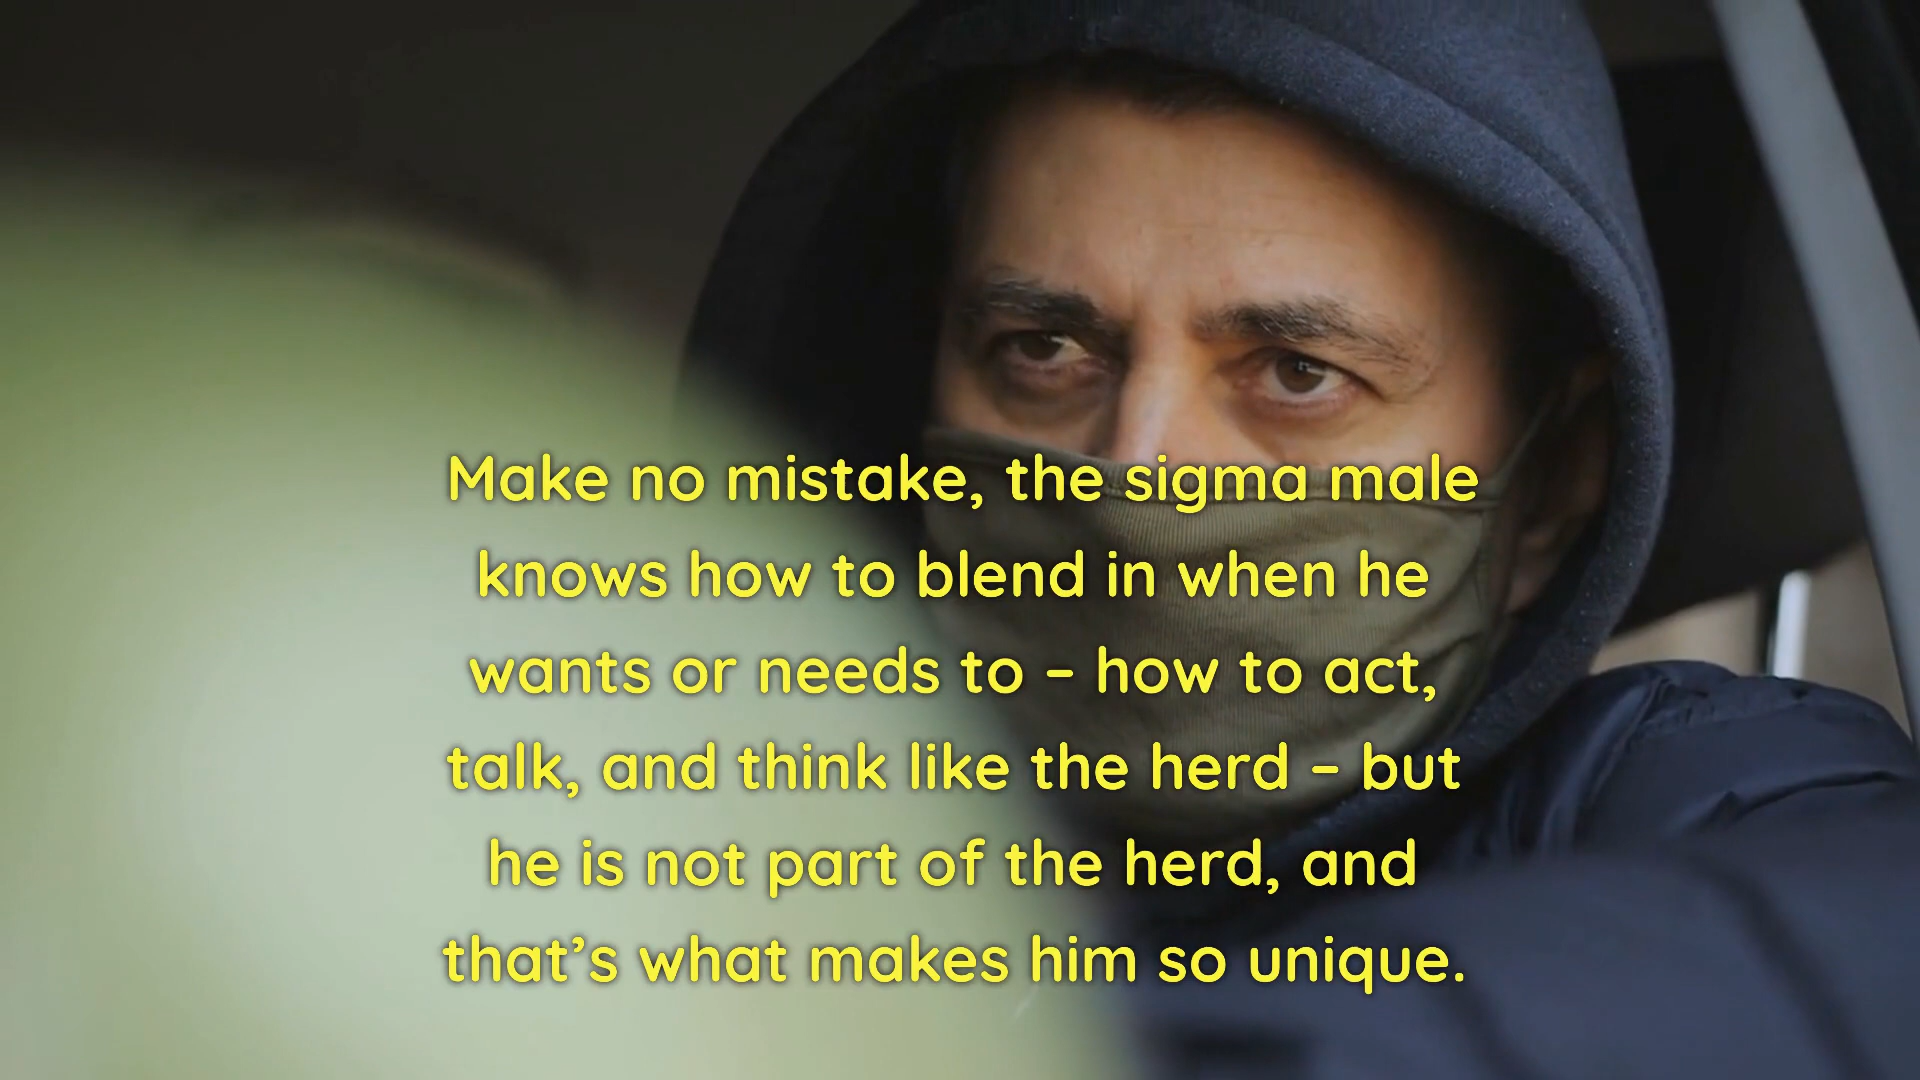 Make no mistake, the sigma male
knows how to blend in when he
wants or needs to – how to act,
talk, and think like the herd – but
he is not part of the herd, and
that’s what makes him so unique.